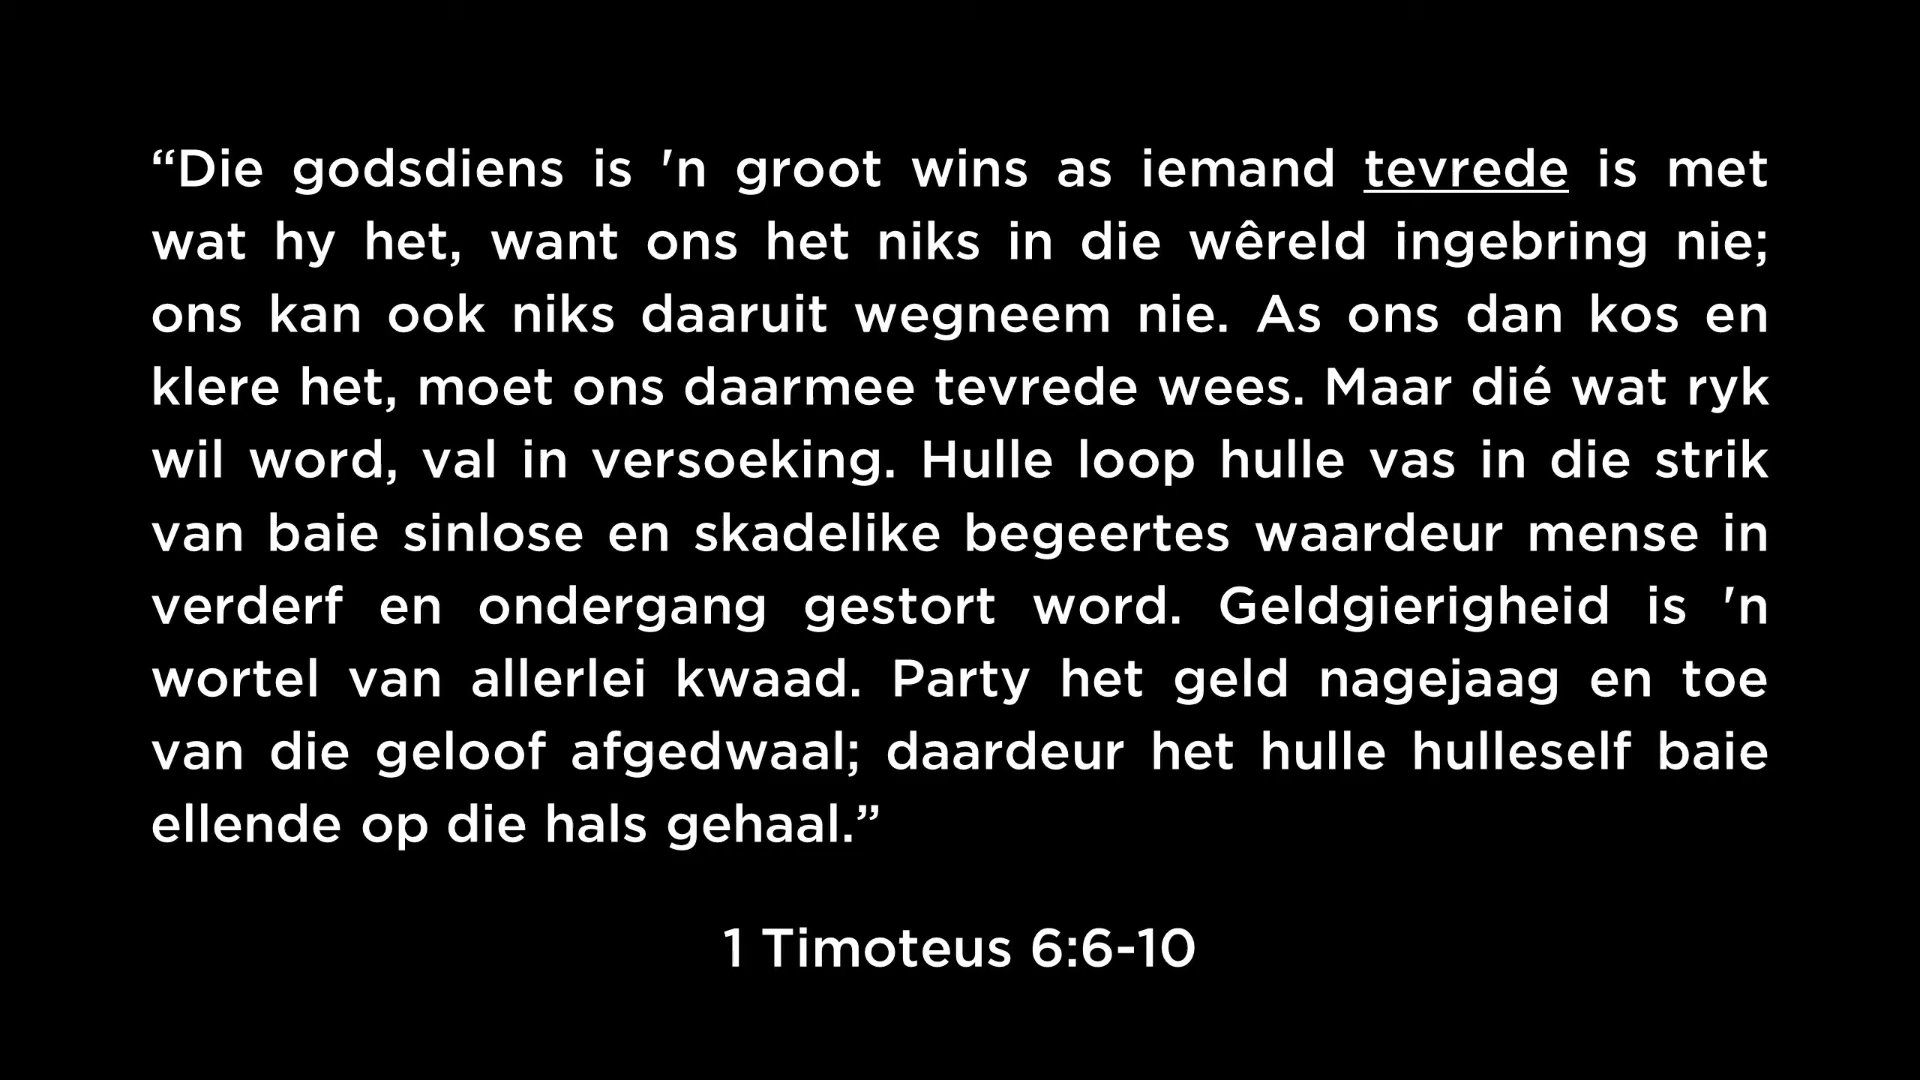 “Die godsdiens is 'n groot wins as iemand tevrede is met
wat hy het, want ons het niks in die wêreld ingebring nie;
ons kan ook niks daaruit wegneem nie. As ons dan kos en
klere het, moet ons daarmee tevrede wees. Maar dié wat ryk
wil word, val in versoeking. Hulle loop hulle vas in die strik
van baie sinlose en skadelike begeertes waardeur mense in
verderf en ondergang gestort word. Geldgierigheid is 'n
wortel van allerlei kwaad. Party het geld nagejaag en toe
van die geloof afgedwaal; daardeur het hulle hulleself baie
ellende op die hals gehaal.”
1 Timoteus 6:6-10